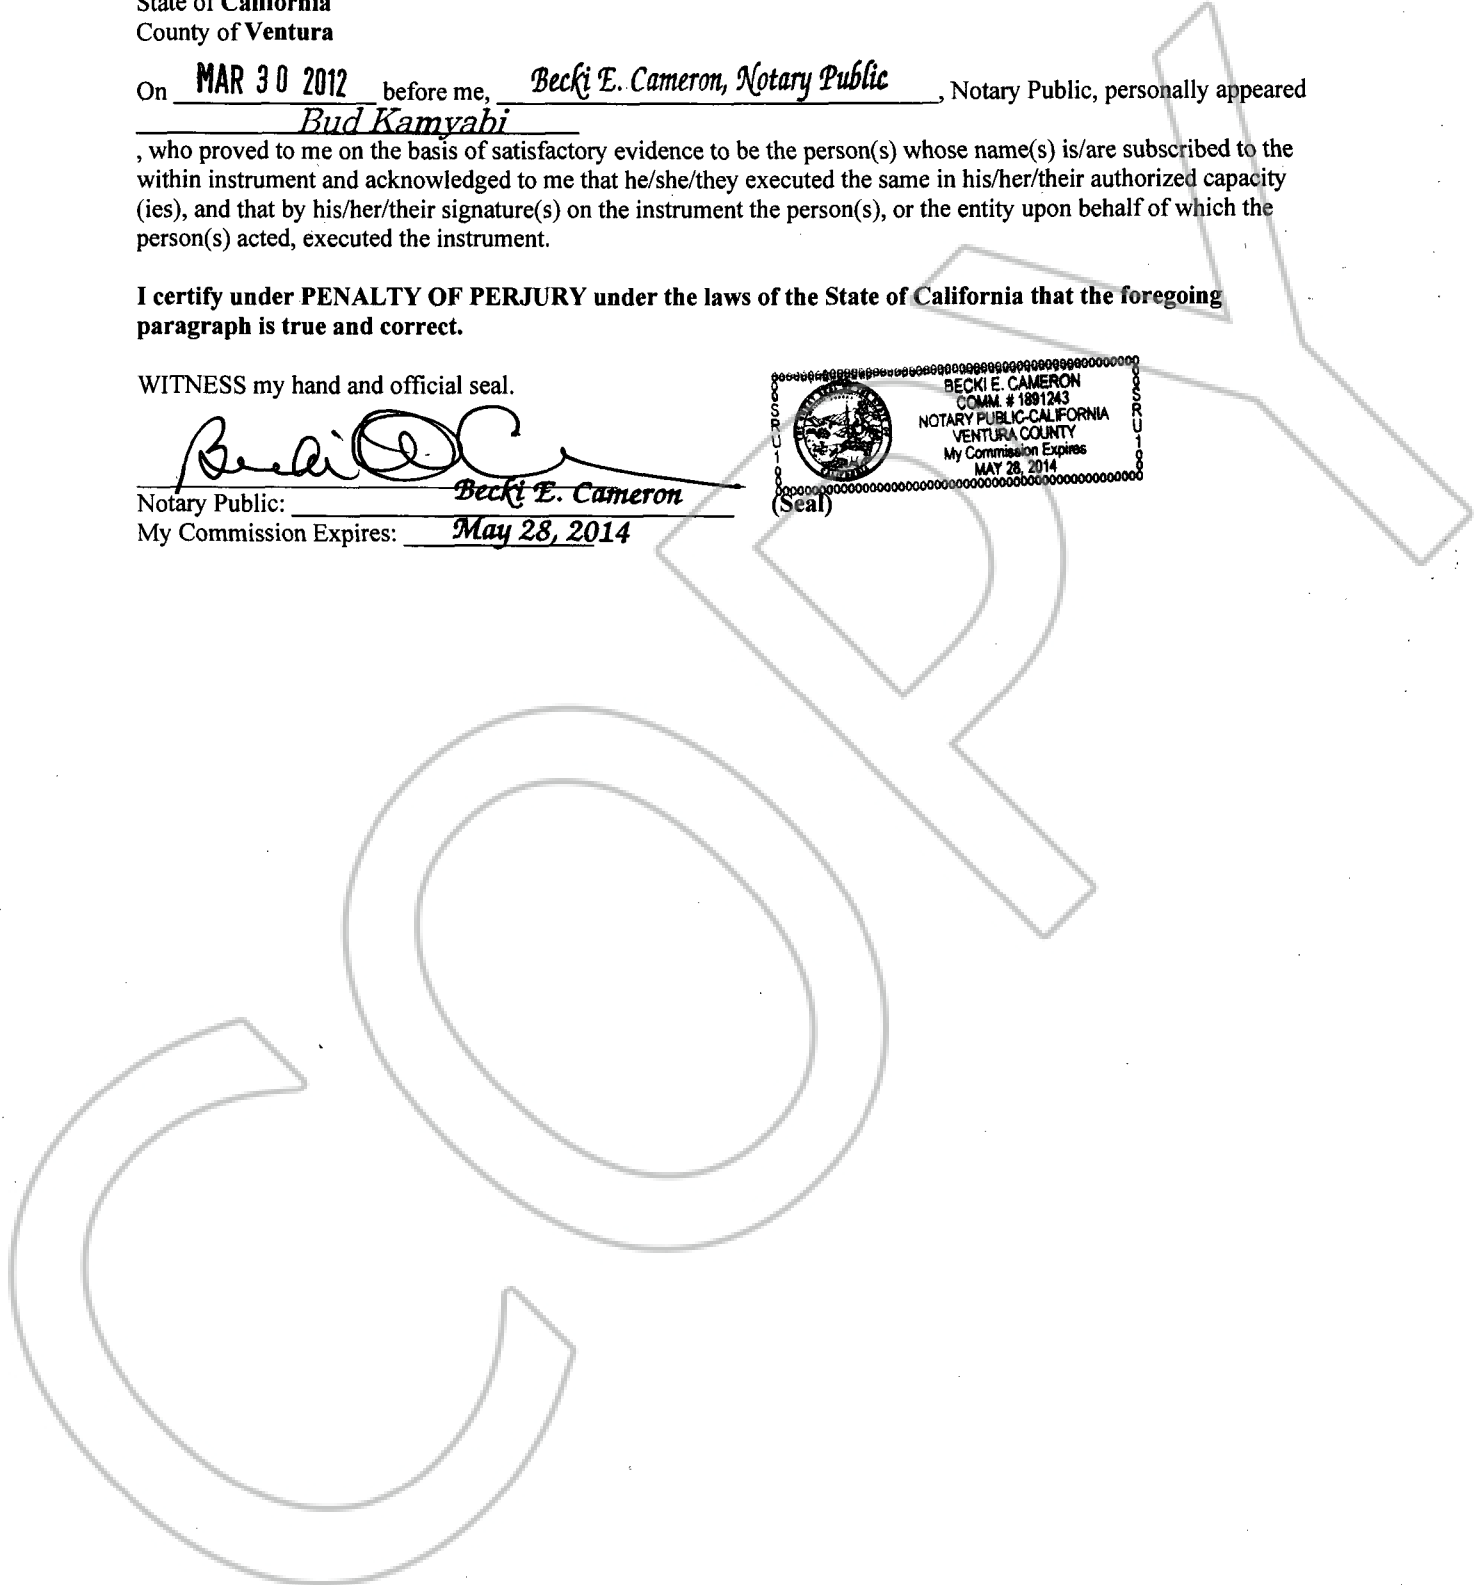 State of California
County of Ventura
On MAR 30 2012 before me, Becki E. Cameron, Notary Public, Notary Public, personally appeared
Bud Kamyabi
, who proved to me on the basis of satisfactory evidence to be the person(s) whose name(s) is/are subscribed to the
within instrument and acknowledged to me that he/she/they executed the same in his/her/their authorized capacity
(ies), and that by his/her/their signature(s) on the instrument the person(s), or the entity upon behalf of which the
person(s) acted, executed the instrument.
I certify under PENALTY OF PERJURY under the laws of the State of California that the foregoing
paragraph is true and correct.
WITNESS my hand and official seal.
BECKI E. CAMERON
COMM. # 1891243
NOTARY PUBLIC-CALIFORNIA
VENTURA COUNTY
My Commission Expires
MAY 28, 2014
(Seal)
Notary Public: Becki E. Cameron
My Commission Expires: May 28, 2014
COPY